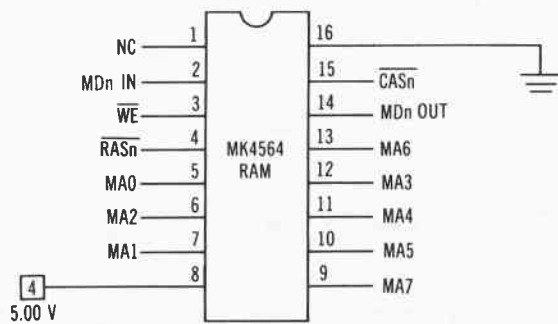 NC 1 16
MDn IN 2 15 CASn
WE 3 14 MDn OUT
RASn 4 13 MA6
MK4564
RAM
MA0 5 12 MA3
MA2 6 11 MA4
MA1 7 10 MA5
4 8 9 MA7
5.00 V